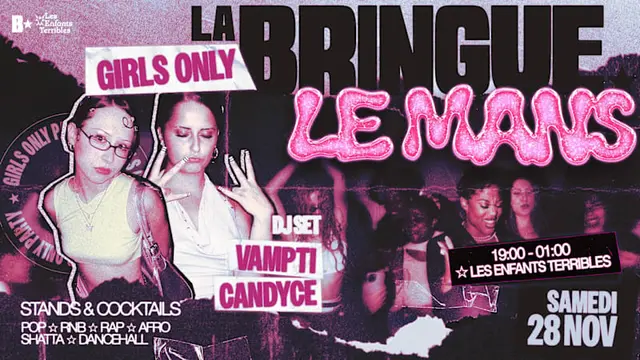 B★
Les
Enfants
Terribles
LA
BRINGUE
GIRLS ONLY
LE MANS
GIRLS ONLY
ONLY PARTY
DJ SET
VAMPTI
CANDYCE
19:00 - 01:00
☆ LES ENFANTS TERRIBLES
STANDS & COCKTAILS
POP ☆ RNB ☆ RAP ☆ AFRO
SHATTA ☆ DANCEHALL
SAMEDI
28 NOV